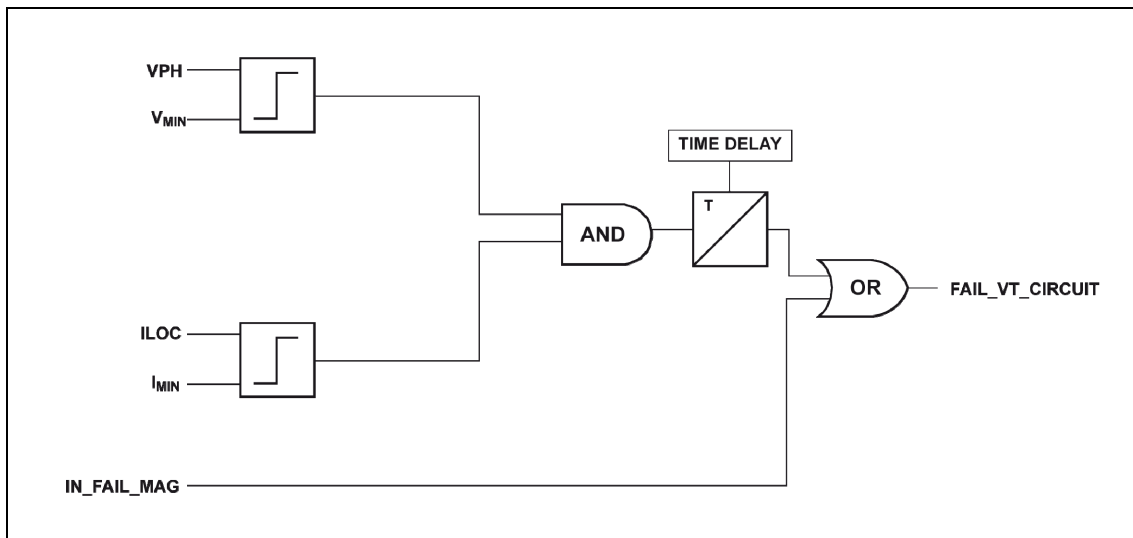 VPH
VMIN
TIME DELAY
T
AND
OR
FAIL_VT_CIRCUIT
ILOC
IMIN
IN_FAIL_MAG